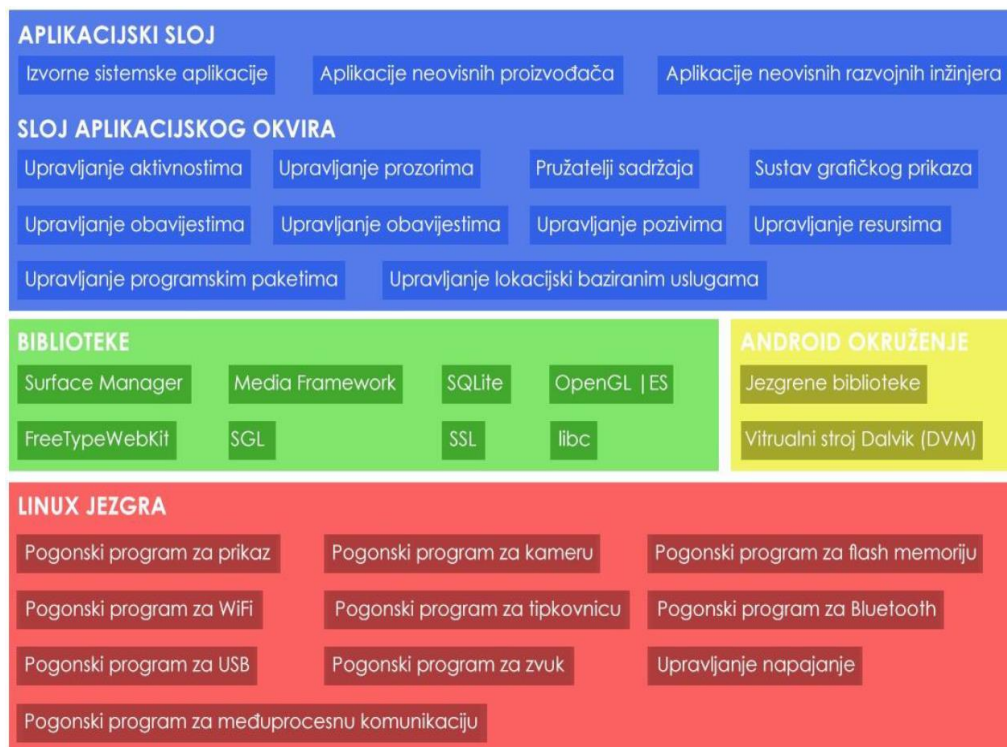 APLIKACIJSKI SLOJ
Izvorne sistemske aplikacije Aplikacije neovisnih proizvođača Aplikacije neovisnih razvojnih inžinjera
SLOJ APLIKACIJSKOG OKVIRA
Upravljanje aktivnostima Upravljanje prozorima Pružatelji sadržaja Sustav grafičkog prikaza
Upravljanje obavijestima Upravljanje obavijestima Upravljanje pozivima Upravljanje resursima
Upravljanje programskim paketima Upravljanje lokacijski baziranim uslugama
BIBLIOTEKE
Surface Manager Media Framework SQLite OpenGL |ES
FreeTypeWebKit SGL SSL libc
ANDROID OKRUŽENJE
Jezgrene biblioteke
Vitrualni stroj Dalvik (DVM)
LINUX JEZGRA
Pogonski program za prikaz Pogonski program za kameru Pogonski program za flash memoriju
Pogonski program za WiFi Pogonski program za tipkovnicu Pogonski program za Bluetooth
Pogonski program za USB Pogonski program za zvuk Upravljanje napajanje
Pogonski program za međuprocesnu komunikaciju